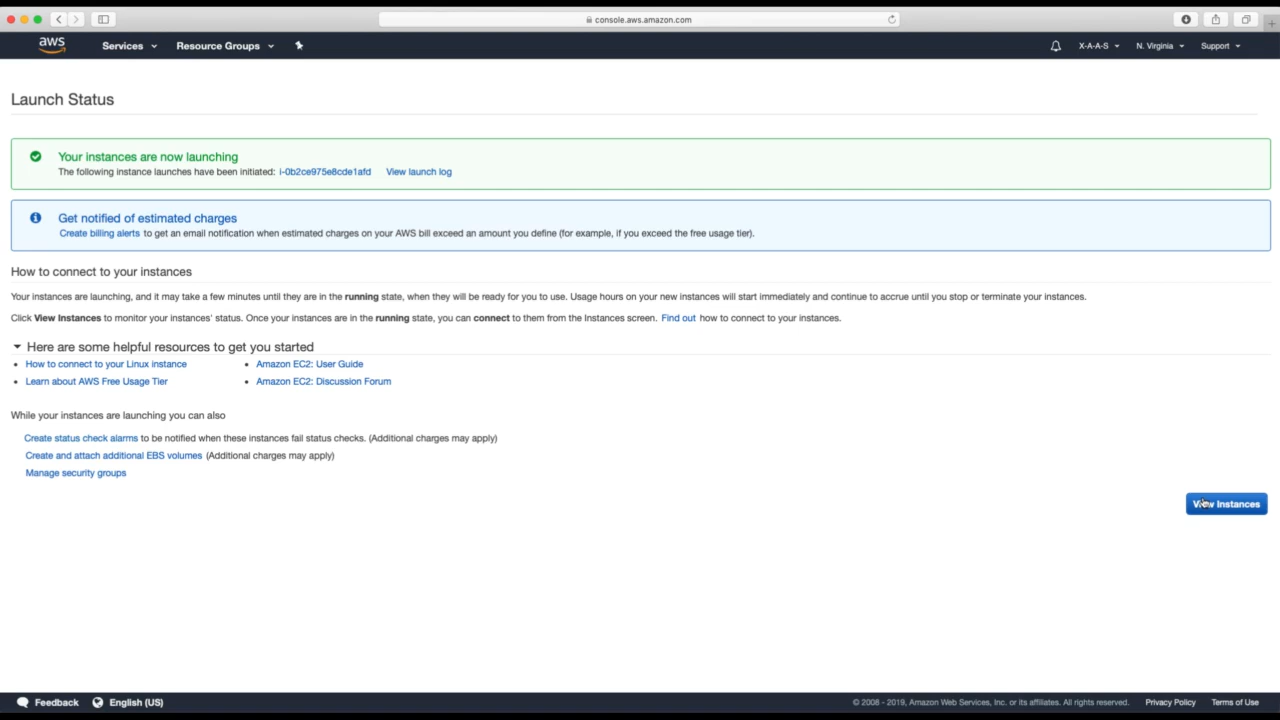 console.aws.amazon.com
aws Services Resource Groups X-A-A-S N. Virginia Support
Launch Status
Your instances are now launching
The following instance launches have been initiated: i-0b2ce975e8cde1afd View launch log
Get notified of estimated charges
Create billing alerts to get an email notification when estimated charges on your AWS bill exceed an amount you define (for example, if you exceed the free usage tier).
How to connect to your instances
Your instances are launching, and it may take a few minutes until they are in the running state, when they will be ready for you to use. Usage hours on your new instances will start immediately and continue to accrue until you stop or terminate your instances.
Click View Instances to monitor your instances' status. Once your instances are in the running state, you can connect to them from the Instances screen. Find out how to connect to your instances.
Here are some helpful resources to get you started
• How to connect to your Linux instance • Amazon EC2: User Guide
• Learn about AWS Free Usage Tier • Amazon EC2: Discussion Forum
While your instances are launching you can also
Create status check alarms to be notified when these instances fail status checks. (Additional charges may apply)
Create and attach additional EBS volumes (Additional charges may apply)
Manage security groups
View Instances
Feedback English (US) © 2008 - 2019, Amazon Web Services, Inc. or its affiliates. All rights reserved. Privacy Policy Terms of Use